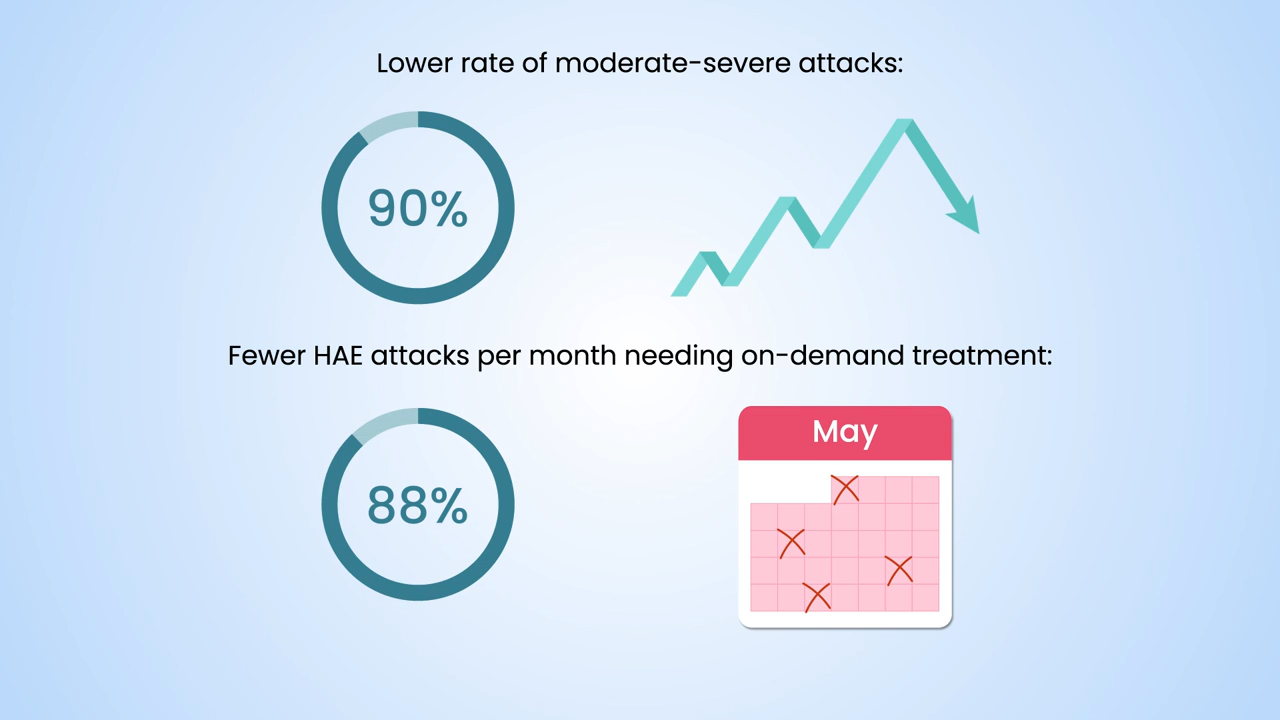 Lower rate of moderate-severe attacks:
90%
Fewer HAE attacks per month needing on-demand treatment:
88%
May